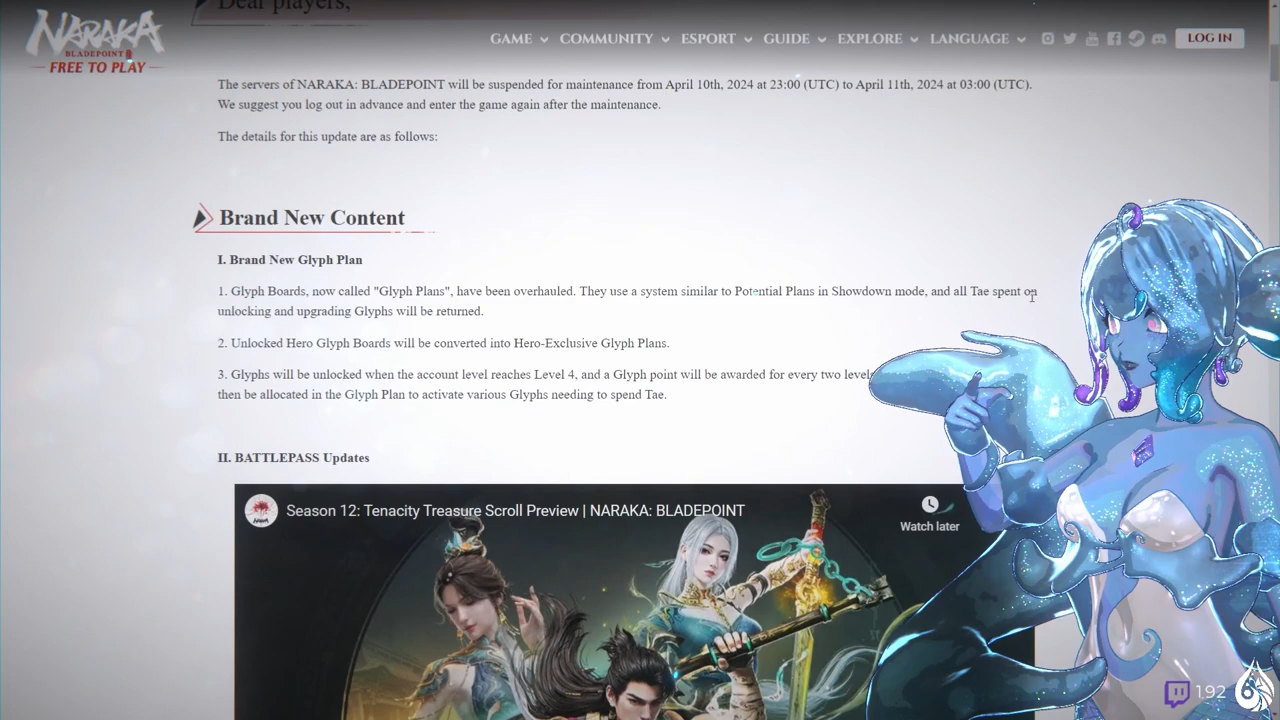 Dear players,
NARAKA
BLADEPOINT
FREE TO PLAY
GAME COMMUNITY ESPORT GUIDE EXPLORE LANGUAGE LOG IN
The servers of NARAKA: BLADEPOINT will be suspended for maintenance from April 10th, 2024 at 23:00 (UTC) to April 11th, 2024 at 03:00 (UTC).
We suggest you log out in advance and enter the game again after the maintenance.
The details for this update are as follows:
Brand New Content
I. Brand New Glyph Plan
1. Glyph Boards, now called "Glyph Plans", have been overhauled. They use a system similar to Potential Plans in Showdown mode, and all Tae spent on
unlocking and upgrading Glyphs will be returned.
2. Unlocked Hero Glyph Boards will be converted into Hero-Exclusive Glyph Plans.
3. Glyphs will be unlocked when the account level reaches Level 4, and a Glyph point will be awarded for every two level
then be allocated in the Glyph Plan to activate various Glyphs needing to spend Tae.
II. BATTLEPASS Updates
Season 12: Tenacity Treasure Scroll Preview | NARAKA: BLADEPOINT
Watch later
192